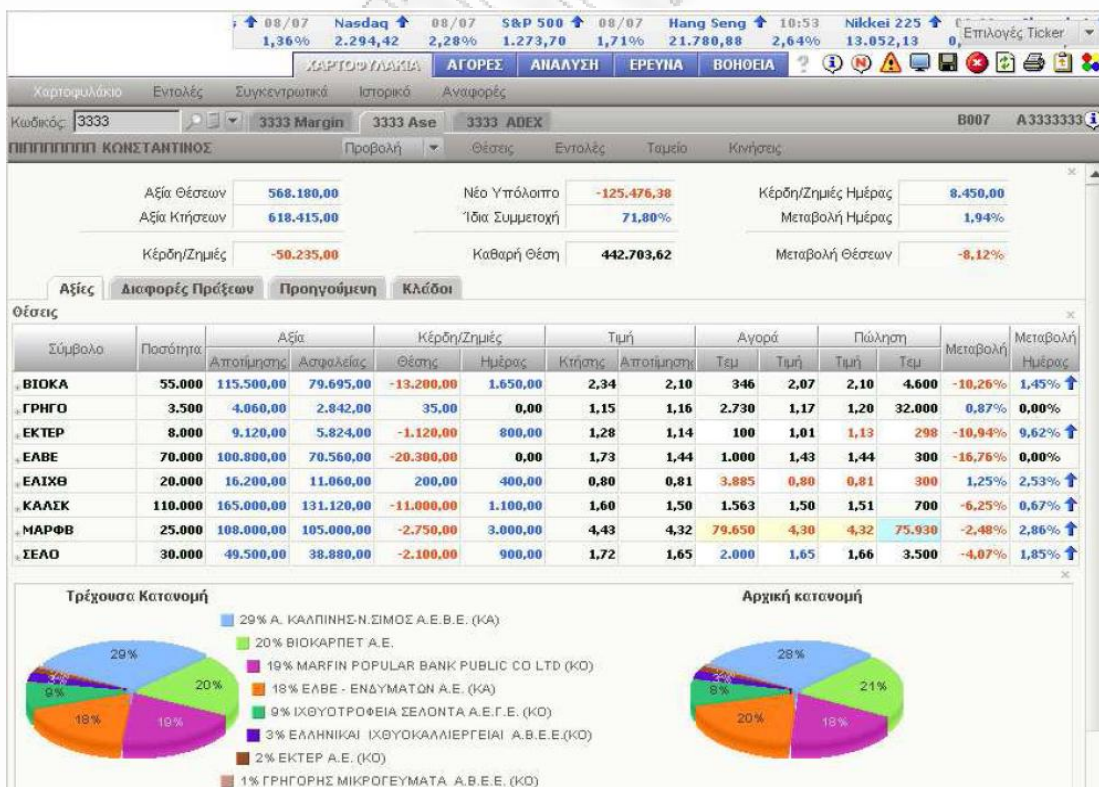 08/07 Nasdaq 08/07 S&P 500 08/07 Hang Seng 10:53 Nikkei 225 Επιλογές Ticker
1,36% 2.294,42 2,28% 1.273,70 1,71% 21.780,88 2,64% 13.052,13 0,
ΧΑΡΤΟΦΥΛΑΚΙΑ ΑΓΟΡΕΣ ΑΝΑΛΥΣΗ ΕΡΕΥΝΑ ΒΟΗΘΕΙΑ ?
Χαρτοφυλάκιο Εντολές Συγκεντρωτικά Ιστορικό Αναφορές
Κωδικός: 3333 3333 Margin 3333 Ase 3333 ADEX B007 A3333333
ΠΙΠΠΠΠΠΠΠ ΚΩΝΣΤΑΝΤΙΝΟΣ Προβολή Θέσεις Εντολές Ταμείο Κινήσεις
Αξία Θέσεων 568.180,00 Νέο Υπόλοιπο -125.476,38 Κέρδη/Ζημιές Ημέρας 8.450,00
Αξία Κτήσεων 618.415,00 Ίδια Συμμετοχή 71,80% Μεταβολή Ημέρας 1,94%
Κέρδη/Ζημιές -50.235,00 Καθαρή Θέση 442.703,62 Μεταβολή Θέσεων -8,12%
Αξίες Διαφορές Πράξεων Προηγούμενη Κλάδοι
Θέσεις
Σύμβολο Ποσότητα Αξία Κέρδη/Ζημιές Τιμή Αγορά Πώληση Μεταβολή Μεταβολή
Αποτίμησης Ασφαλείας Θέσης Ημέρας Κτήσης Αποτίμησης Τεμ Τιμή Τιμή Τεμ Ημέρας
ΒΙΟΚΑ 55.000 115.500,00 79.695,00 -13.200,00 1.650,00 2,34 2,10 346 2,07 2,10 4.600 -10,26% 1,45%
ΓΡΗΓΟ 3.500 4.060,00 2.842,00 35,00 0,00 1,15 1,16 2.730 1,17 1,20 32.000 0,87% 0,00%
ΕΚΤΕΡ 8.000 9.120,00 5.824,00 -1.120,00 800,00 1,28 1,14 100 1,01 1,13 298 -10,94% 9,62%
ΕΛΒΕ 70.000 100.800,00 70.560,00 -20.300,00 0,00 1,73 1,44 1.000 1,43 1,44 300 -16,76% 0,00%
ΕΛΙΧΘ 20.000 16.200,00 11.060,00 200,00 400,00 0,80 0,81 3.885 0,80 0,81 300 1,25% 2,53%
ΚΑΛΣΚ 110.000 165.000,00 131.120,00 -11.000,00 1.100,00 1,60 1,50 1.563 1,50 1,51 700 -6,25% 0,67%
ΜΑΡΦΒ 25.000 108.000,00 105.000,00 -2.750,00 3.000,00 4,43 4,32 79.650 4,30 4,32 75.930 -2,48% 2,86%
ΣΕΛΟ 30.000 49.500,00 38.880,00 -2.100,00 900,00 1,72 1,65 2.000 1,65 1,66 3.500 -4,07% 1,85%
Τρέχουσα Κατανομή Αρχική κατανομή
29% Α. ΚΑΛΠΙΝΗΣ-Ν.ΣΙΜΟΣ Α.Ε.Β.Ε. (ΚΑ)
20% ΒΙΟΚΑΡΠΕΤ Α.Ε.
19% MARFIN POPULAR BANK PUBLIC CO LTD (ΚΟ)
18% ΕΛΒΕ - ΕΝΔΥΜΑΤΩΝ Α.Ε. (ΚΑ)
9% ΙΧΘΥΟΤΡΟΦΕΙΑ ΣΕΛΟΝΤΑ Α.Ε.Γ.Ε. (ΚΟ)
3% ΕΛΛΗΝΙΚΑΙ ΙΧΘΥΟΚΑΛΛΙΕΡΓΕΙΑΙ Α.Β.Ε.Ε.(ΚΟ)
2% ΕΚΤΕΡ Α.Ε. (ΚΟ)
1% ΓΡΗΓΟΡΗΣ ΜΙΚΡΟΓΕΥΜΑΤΑ Α.Β.Ε.Ε. (ΚΟ)
29% 20% 19% 18% 9% 3%
28% 21% 18% 20% 8%